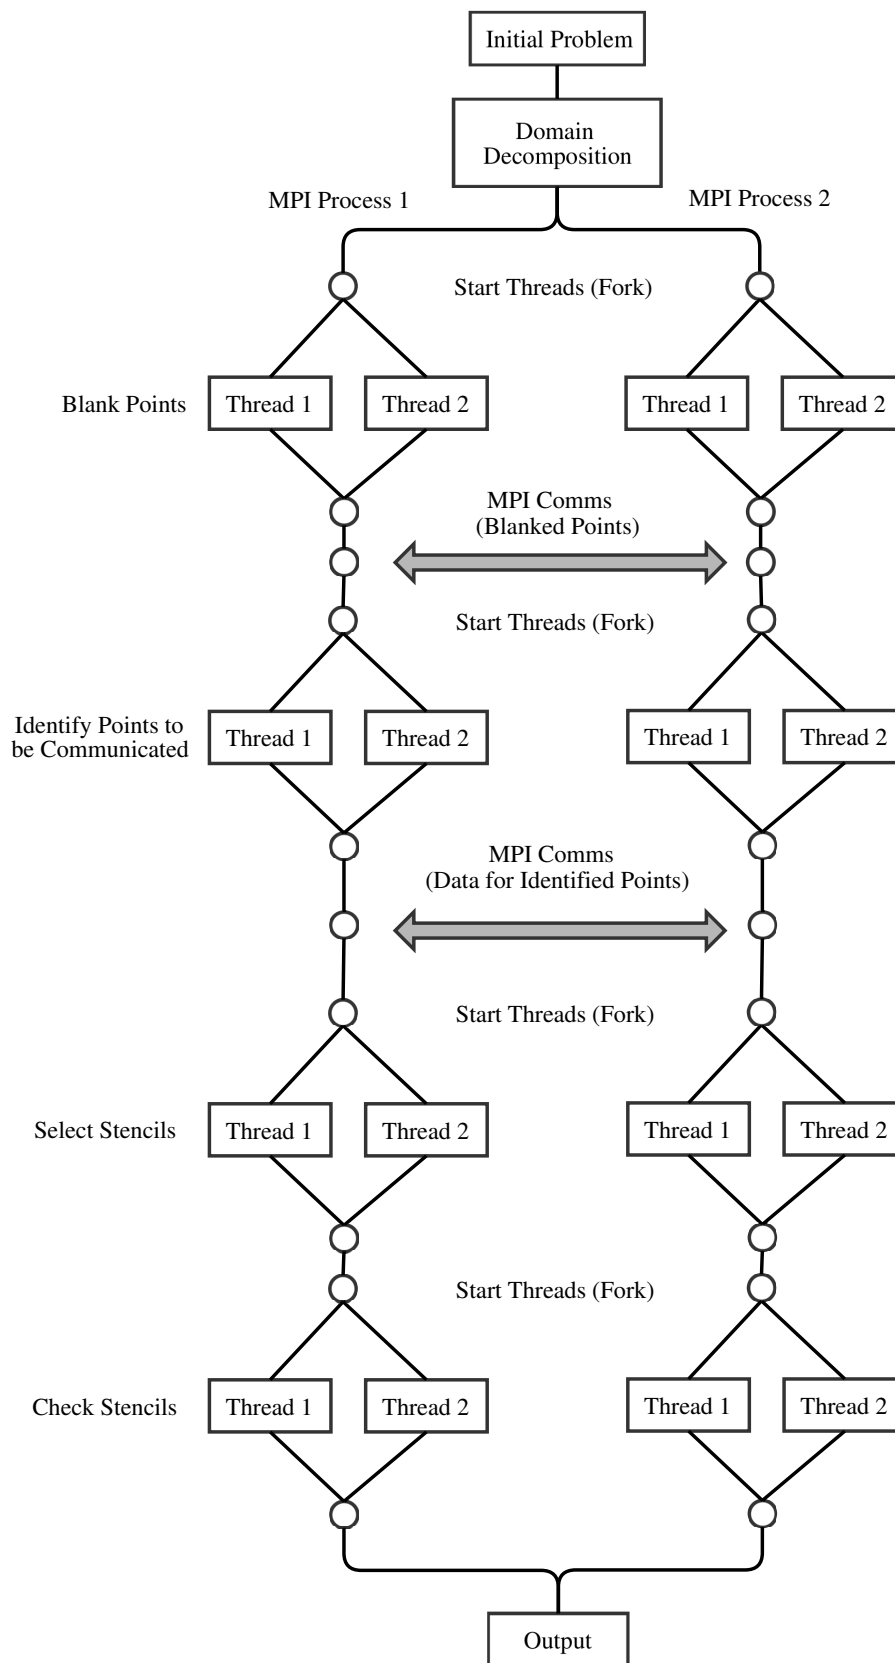 Initial Problem
Domain
Decomposition
MPI Process 1
MPI Process 2
Start Threads (Fork)
Blank Points
Thread 1
Thread 2
Thread 1
Thread 2
MPI Comms
(Blanked Points)
Start Threads (Fork)
Identify Points to
be Communicated
Thread 1
Thread 2
Thread 1
Thread 2
MPI Comms
(Data for Identified Points)
Start Threads (Fork)
Select Stencils
Thread 1
Thread 2
Thread 1
Thread 2
Start Threads (Fork)
Check Stencils
Thread 1
Thread 2
Thread 1
Thread 2
Output